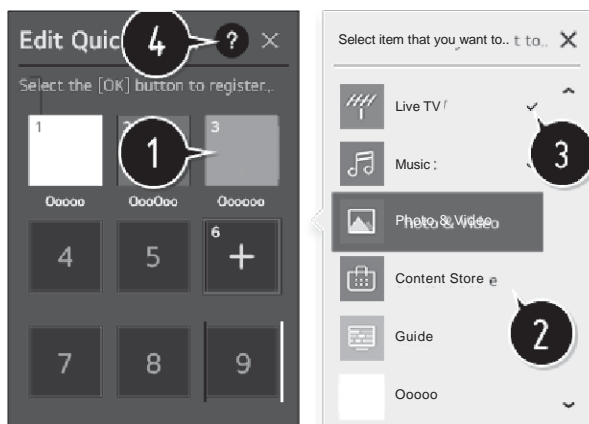 Edit Quic
4
?
Select the [OK] button to register..
1
3
1
Ooooo
OooOoo
Oooooo
4
5
6
+
7
8
9
Select item that you want to.. t to..
Live TV
3
Music
Photo & Video
Content Store e
2
Guide
Ooooo